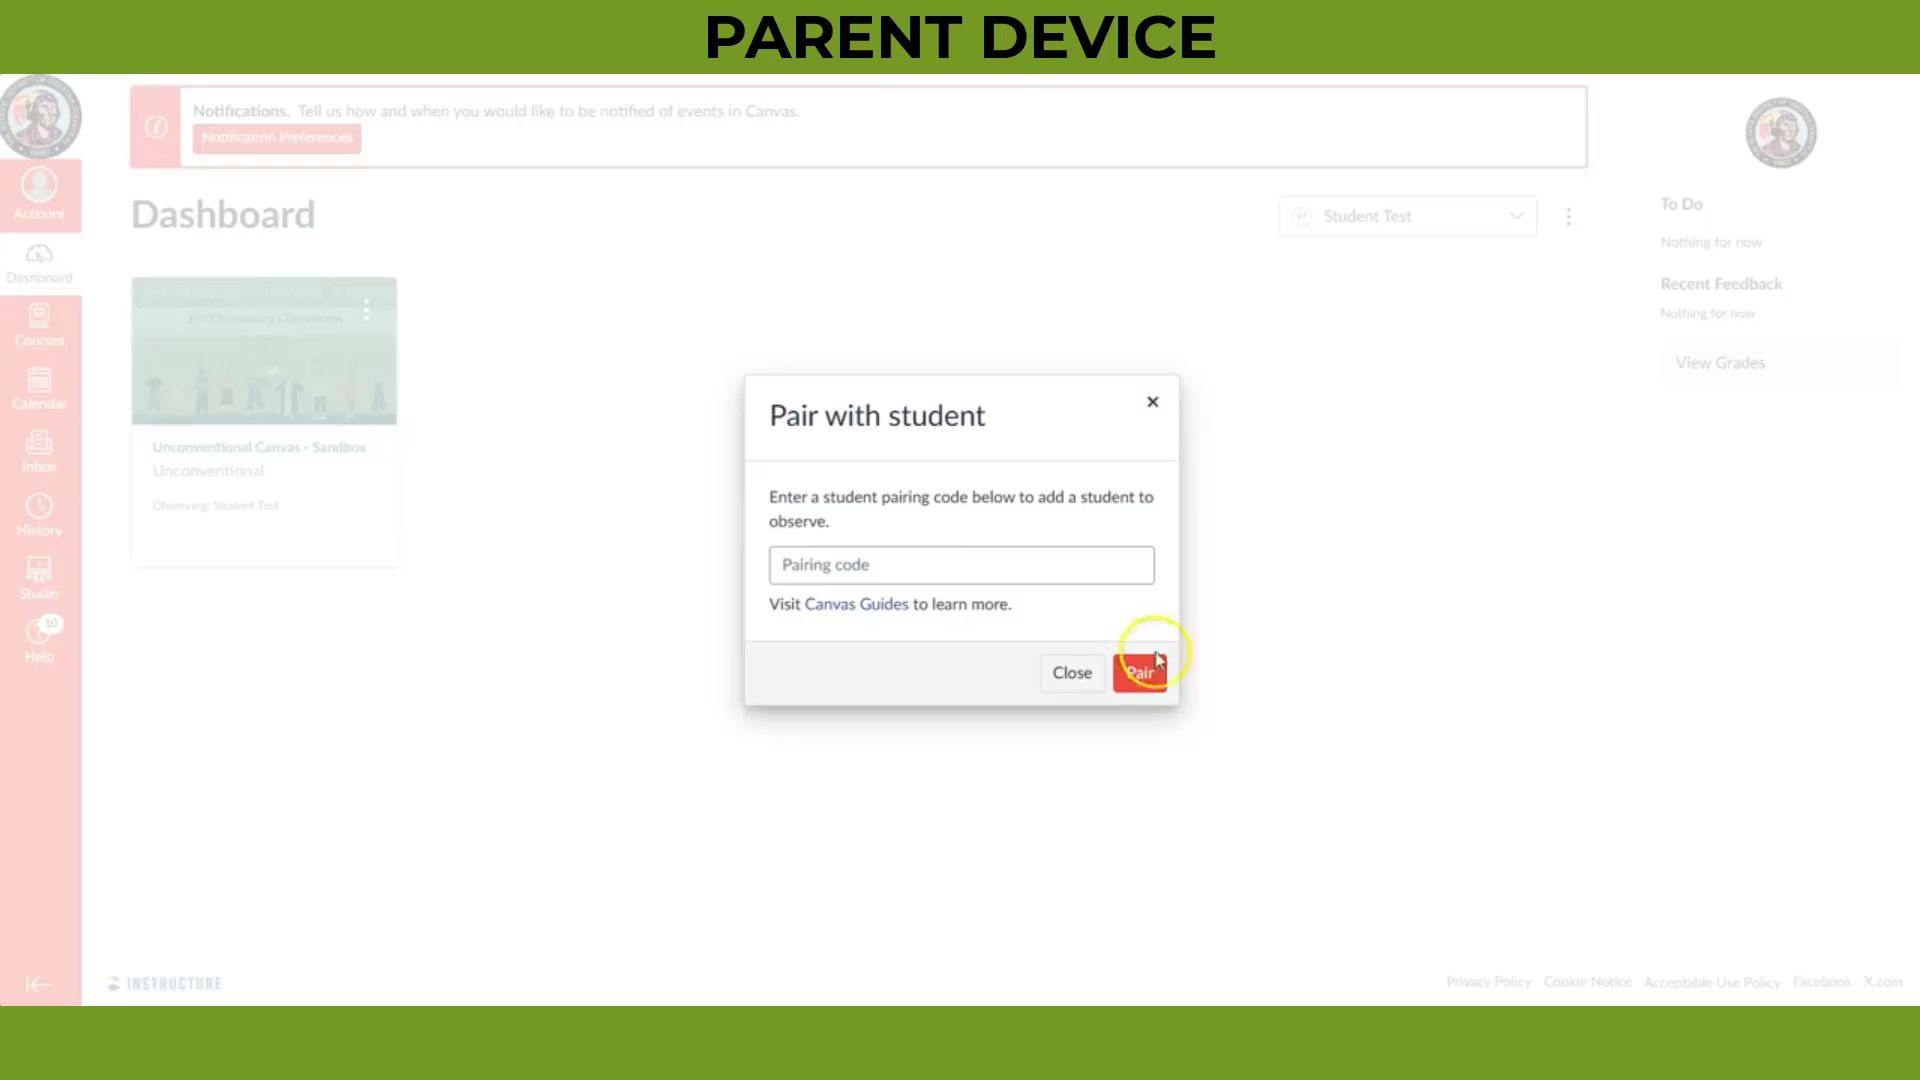 PARENT DEVICE
Notifications. Tell us how and when you would like to be notified of events in Canvas.
Notification Preferences
Account
Dashboard
Courses
Calendar
Inbox
History
Studio
10
Help
Dashboard
Student Test
To Do
Nothing for now
Recent Feedback
Nothing for now
View Grades
for Elementary Classrooms
Unconventional Canvas - Sandbox
Unconventional
Observing: Student Test
Pair with student
Enter a student pairing code below to add a student to
observe.
Pairing code
Visit Canvas Guides to learn more.
Close
Pair
INSTRUCTURE
Privacy Policy Cookie Notice Acceptable Use Policy Facebook X.com